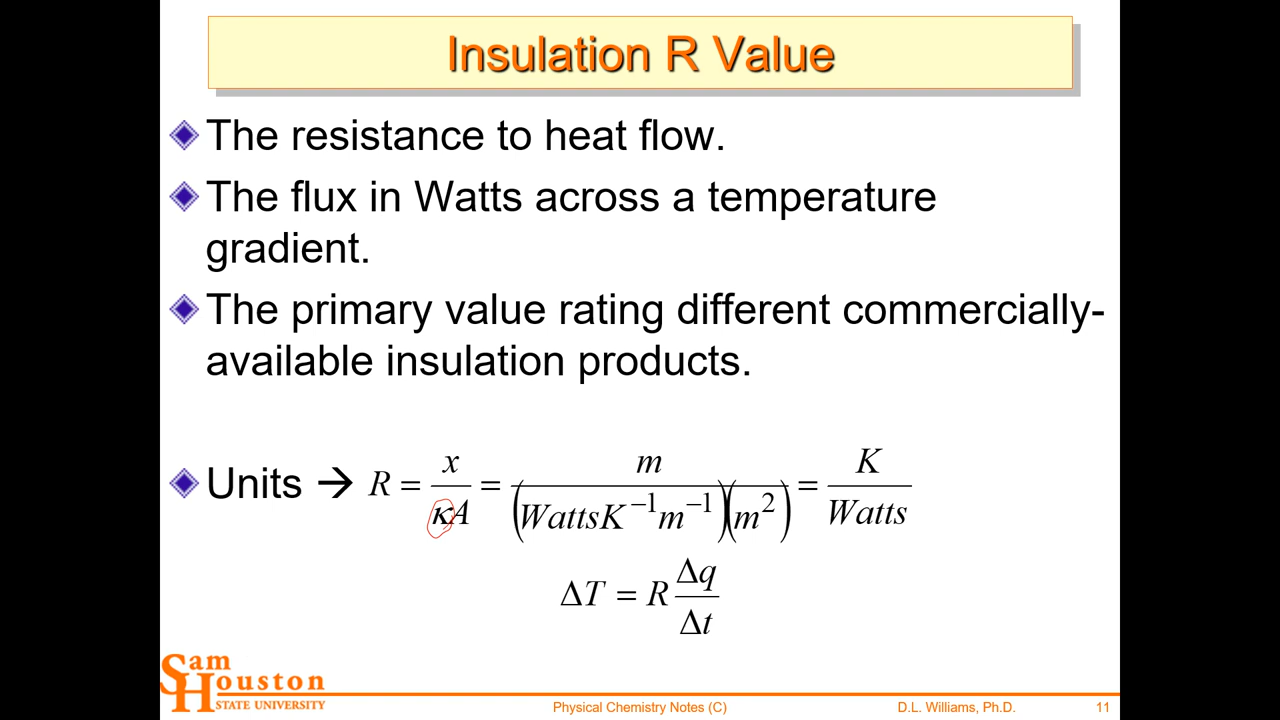 Insulation R Value
The resistance to heat flow.
The flux in Watts across a temperature
gradient.
The primary value rating different commercially-
available insulation products.
Units → R = x/κA = m/(WattsK⁻¹m⁻¹)(m²) = K/Watts
ΔT = R Δq/Δt
Sam
Houston
STATE UNIVERSITY
Physical Chemistry Notes (C) D.L. Williams, Ph.D. 11